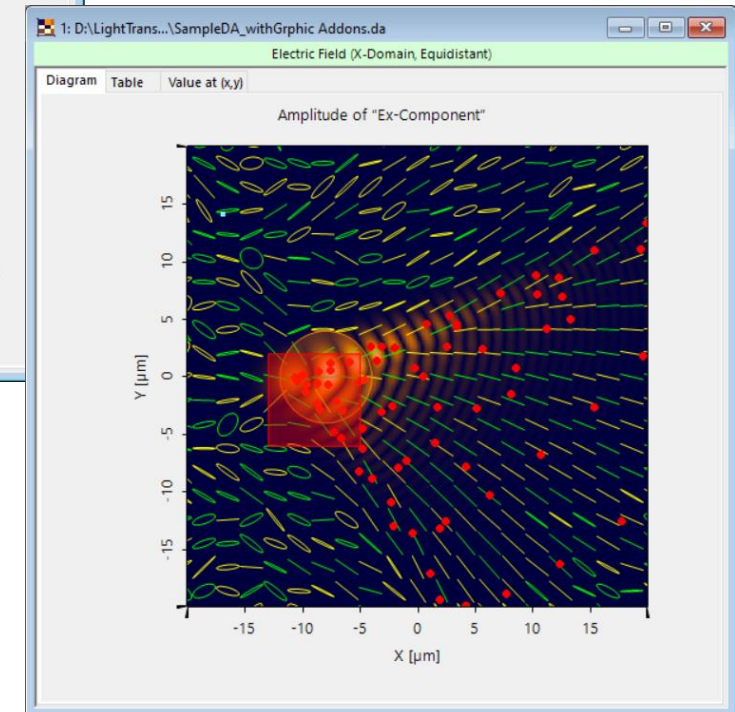 1: D:\LightTrans...\SampleDA_withGrphic Addons.da
Electric Field (X-Domain, Equidistant)
Diagram Table Value at (x,y)
Amplitude of "Ex-Component"
15
10
5
0
-5
-10
-15
Y [µm]
-15 -10 -5 0 5 10 15
X [µm]